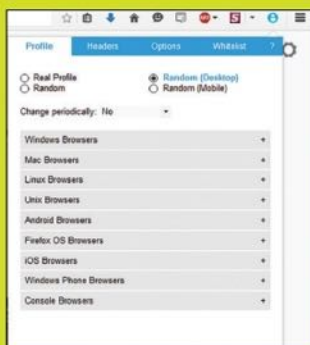 Profile Headers Options Whitelist ?
Real Profile Random (Desktop)
Random Random (Mobile)
Change periodically: No
Windows Browsers +
Mac Browsers +
Linux Browsers +
Unix Browsers +
Android Browsers +
Firefox OS Browsers +
iOS Browsers +
Windows Phone Browsers +
Console Browsers +